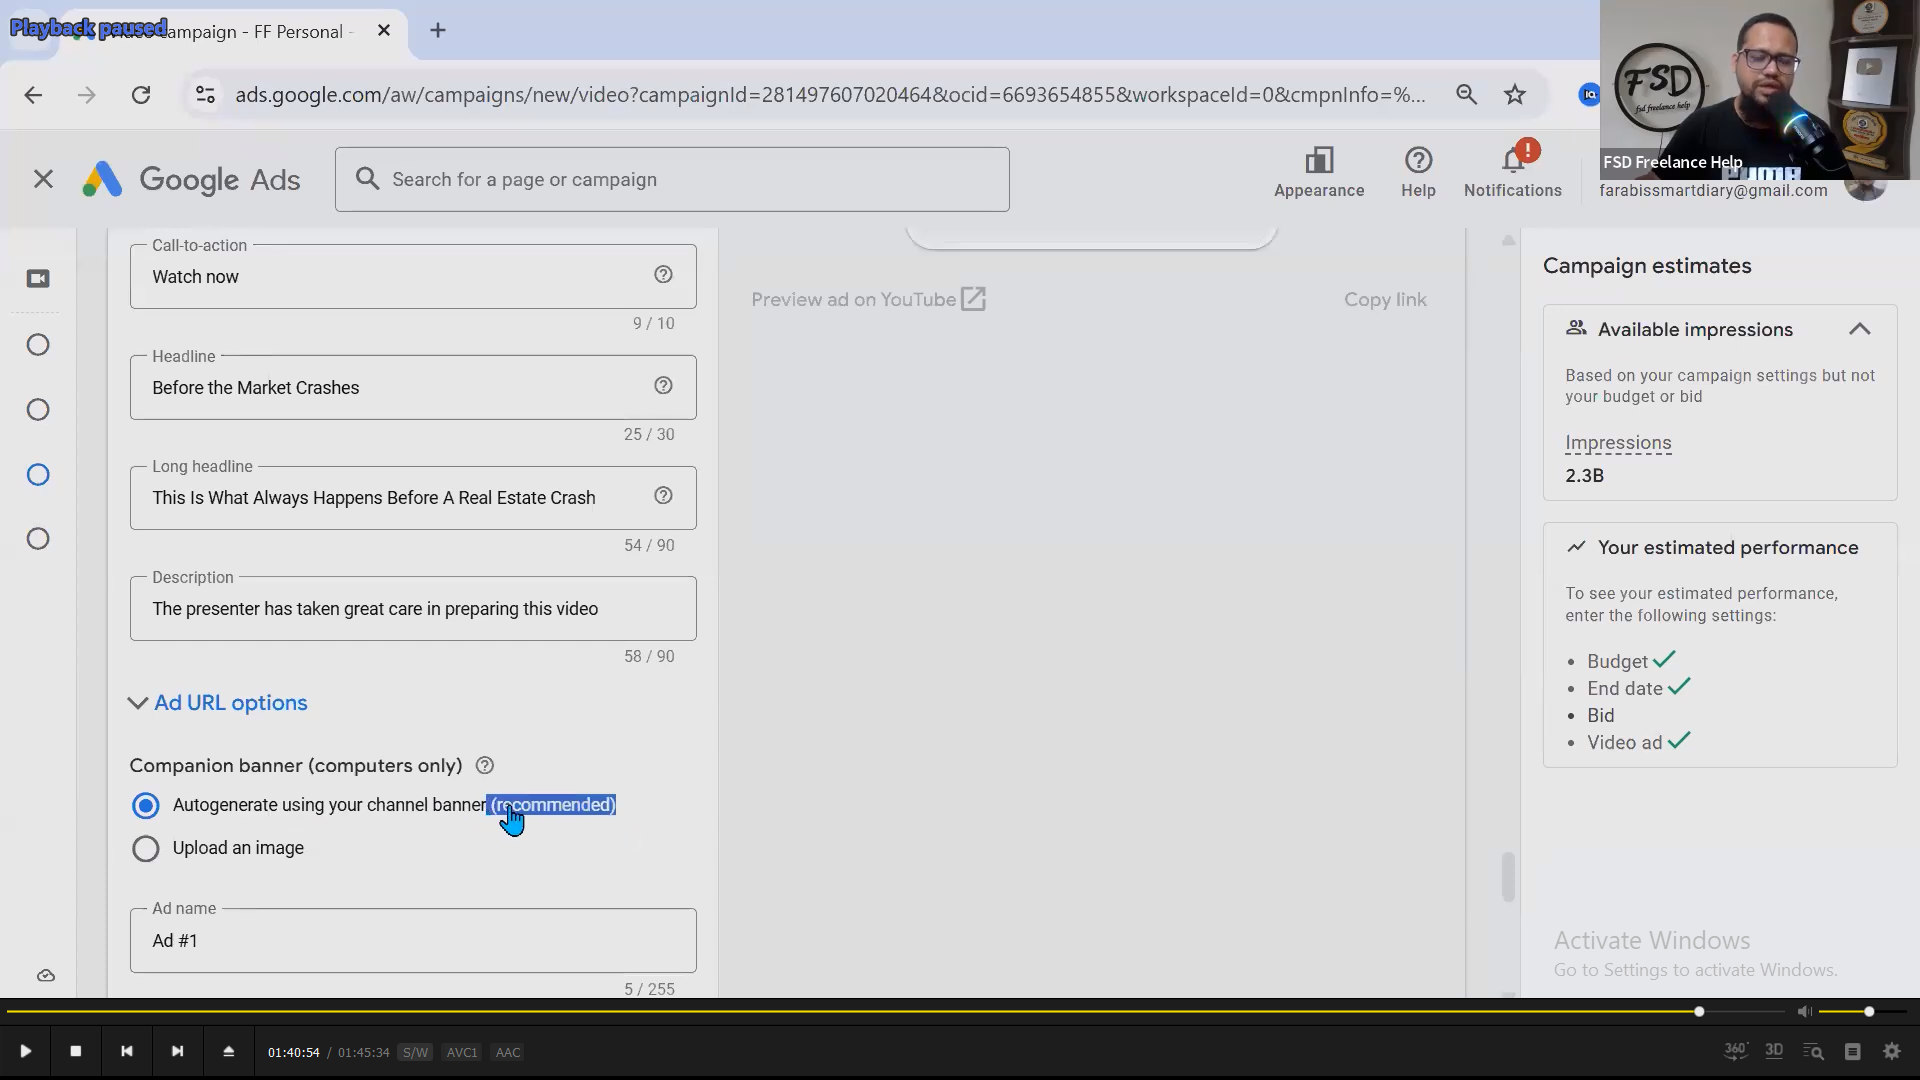 Playback paused
Campaign - FF Personal -
ads.google.com/aw/campaigns/new/video?campaignId=281497607020464&ocid=6693654855&workspaceId=0&cmpnInfo=%...
Google Ads
Search for a page or campaign
Appearance
Help
Notifications
FSD
fsd freelance help
FSD Freelance Help
farabissmartdiary@gmail.com
Call-to-action
Watch now
9 / 10
Headline
Before the Market Crashes
25 / 30
Long headline
This Is What Always Happens Before A Real Estate Crash
54 / 90
Description
The presenter has taken great care in preparing this video
58 / 90
Ad URL options
Companion banner (computers only)
Autogenerate using your channel banner (recommended)
Upload an image
Ad name
Ad #1
5 / 255
Preview ad on YouTube
Copy link
Campaign estimates
Available impressions
Based on your campaign settings but not
your budget or bid
Impressions
2.3B
Your estimated performance
To see your estimated performance,
enter the following settings:
Budget
End date
Bid
Video ad
Activate Windows
Go to Settings to activate Windows.
01:40:54 / 01:45:34 S/W AVC1 AAC
360° 3D